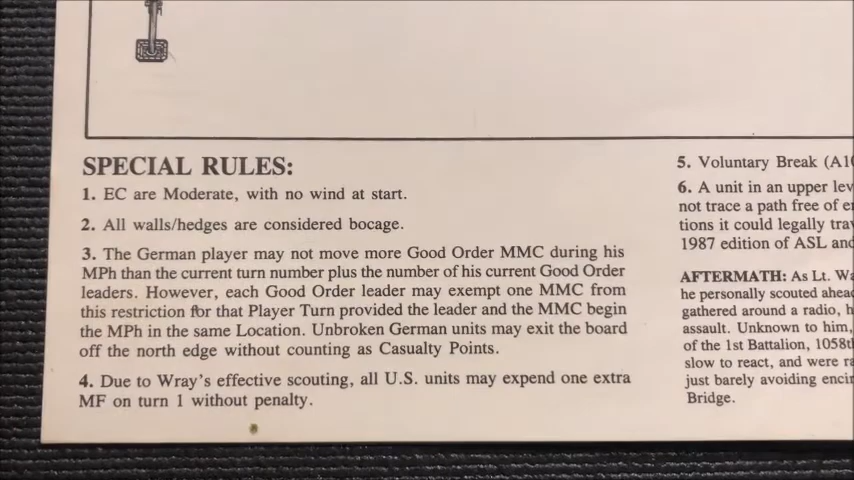 SPECIAL RULES:
1. EC are Moderate, with no wind at start.
2. All walls/hedges are considered bocage.
3. The German player may not move more Good Order MMC during his
MPh than the current turn number plus the number of his current Good Order
leaders. However, each Good Order leader may exempt one MMC from
this restriction for that Player Turn provided the leader and the MMC begin
the MPh in the same Location. Unbroken German units may exit the board
off the north edge without counting as Casualty Points.
4. Due to Wray's effective scouting, all U.S. units may expend one extra
MF on turn 1 without penalty.
5. Voluntary Break
6. A unit in an upper
not trace a path free of
tions it could legally
1987 edition of ASL and
AFTERMATH: As Lt.
he personally scouted
gathered around a radio,
assault. Unknown to him,
of the 1st Battalion,
slow to react, and were
just barely avoiding
Bridge.